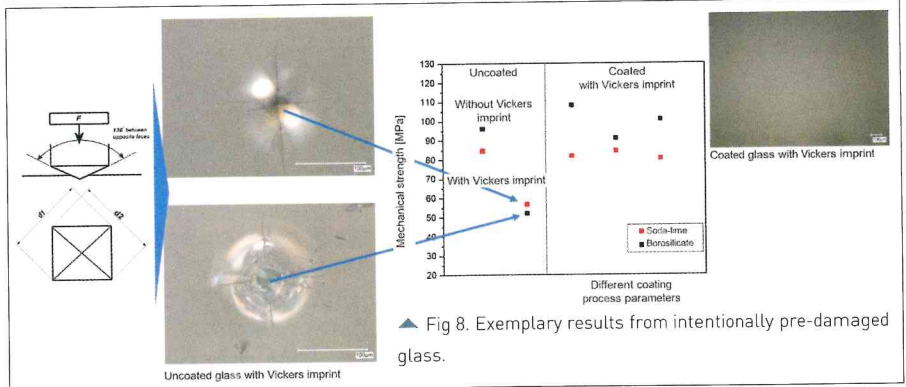 F
136° between
opposite faces
d1
d2
100µm
100µm
Uncoated glass with Vickers imprint
Mechanical strength [MPa]
130
120
110
100
90
80
70
60
50
40
30
20
Uncoated
Without Vickers
imprint
With Vickers imprint
Coated
with Vickers imprint
Soda-lime
Borosilicate
Different coating
process parameters
Coated glass with Vickers imprint
▲ Fig 8. Exemplary results from intentionally pre-damaged
glass.